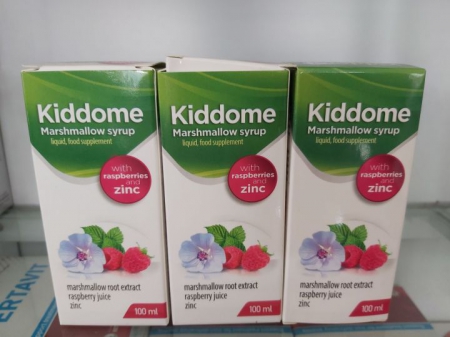 Kiddome
Marshmallow syrup
liquid, food supplement
with
raspberries
and
zinc
marshmallow root extract
raspberry juice
zinc
100 ml
Kiddome
Marshmallow syrup
liquid, food supplement
with
raspberries
and
zinc
marshmallow root extract
raspberry juice
zinc
100 ml
Kiddome
Marshmallow syrup
liquid, food supplement
with
raspberries
and
zinc
marshmallow root extract
raspberry juice
zinc
100 ml
ERTAVIT